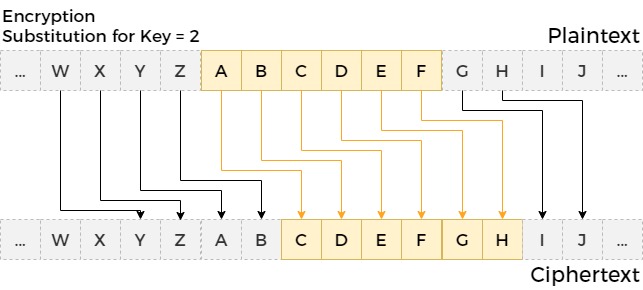 Encryption
Substitution for Key = 2
Plaintext
... W X Y Z A B C D E F G H I J ...
... W X Y Z A B C D E F G H I J ...
Ciphertext